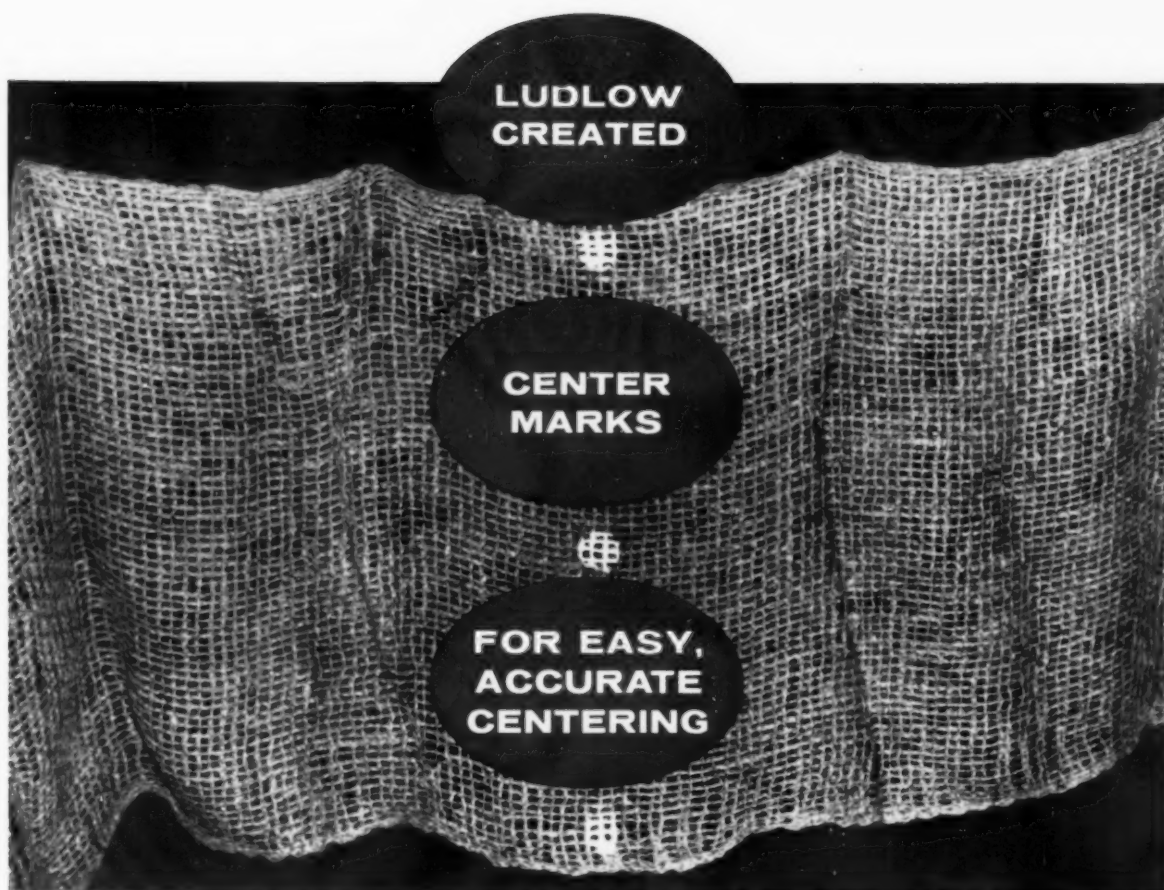 LUDLOW
CREATED
CENTER
MARKS
FOR EASY,
ACCURATE
CENTERING